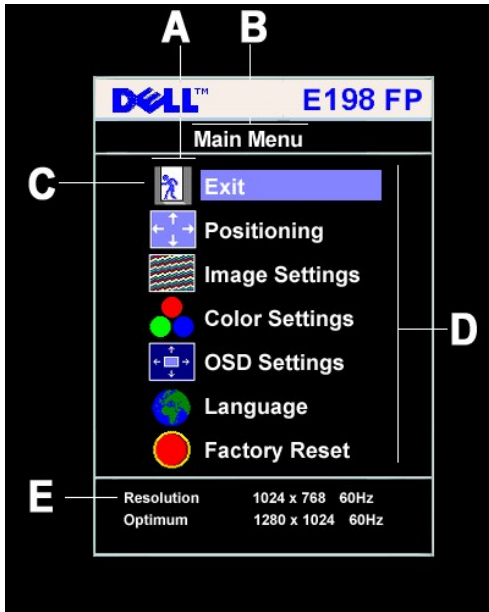 A B
DELL™ E198 FP
Main Menu
C
Exit
Positioning
Image Settings
Color Settings
D
OSD Settings
Language
Factory Reset
E
Resolution 1024 x 768 60Hz
Optimum 1280 x 1024 60Hz